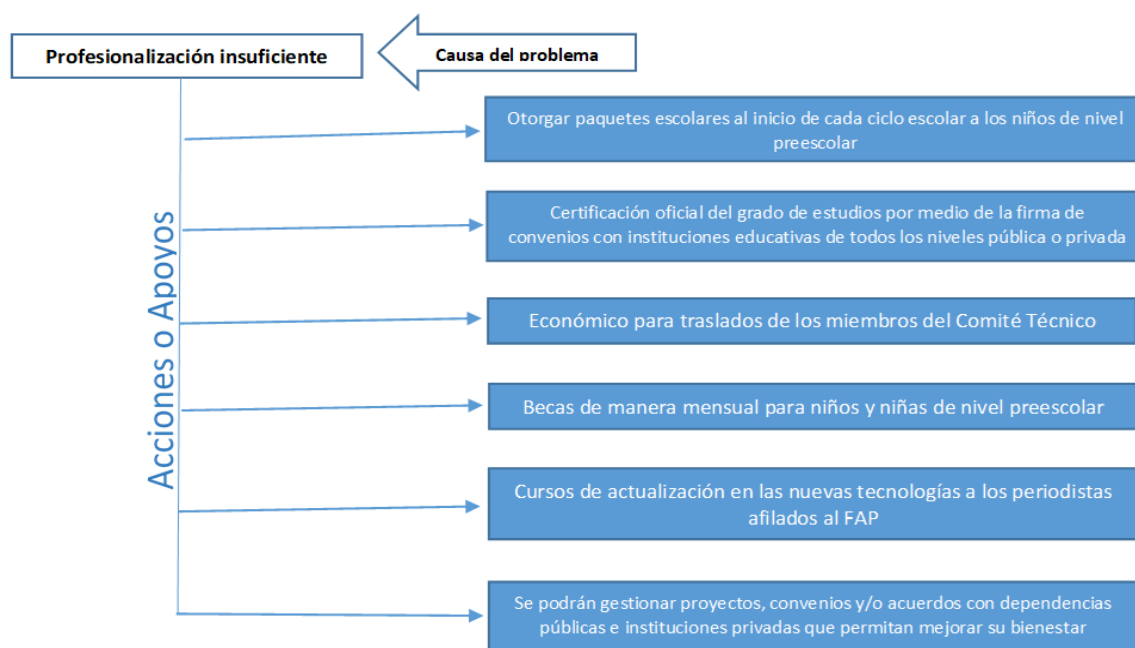 Profesionalización insuficiente
Causa del problema
Acciones o Apoyos
Otorgar paquetes escolares al inicio de cada ciclo escolar a los niños de nivel
preescolar
Certificación oficial del grado de estudios por medio de la firma de
convenios con instituciones educativas de todos los niveles pública o privada
Económico para traslados de los miembros del Comité Técnico
Becas de manera mensual para niños y niñas de nivel preescolar
Cursos de actualización en las nuevas tecnologías a los periodistas
afilados al FAP
Se podrán gestionar proyectos, convenios y/o acuerdos con dependencias
públicas e instituciones privadas que permitan mejorar su bienestar